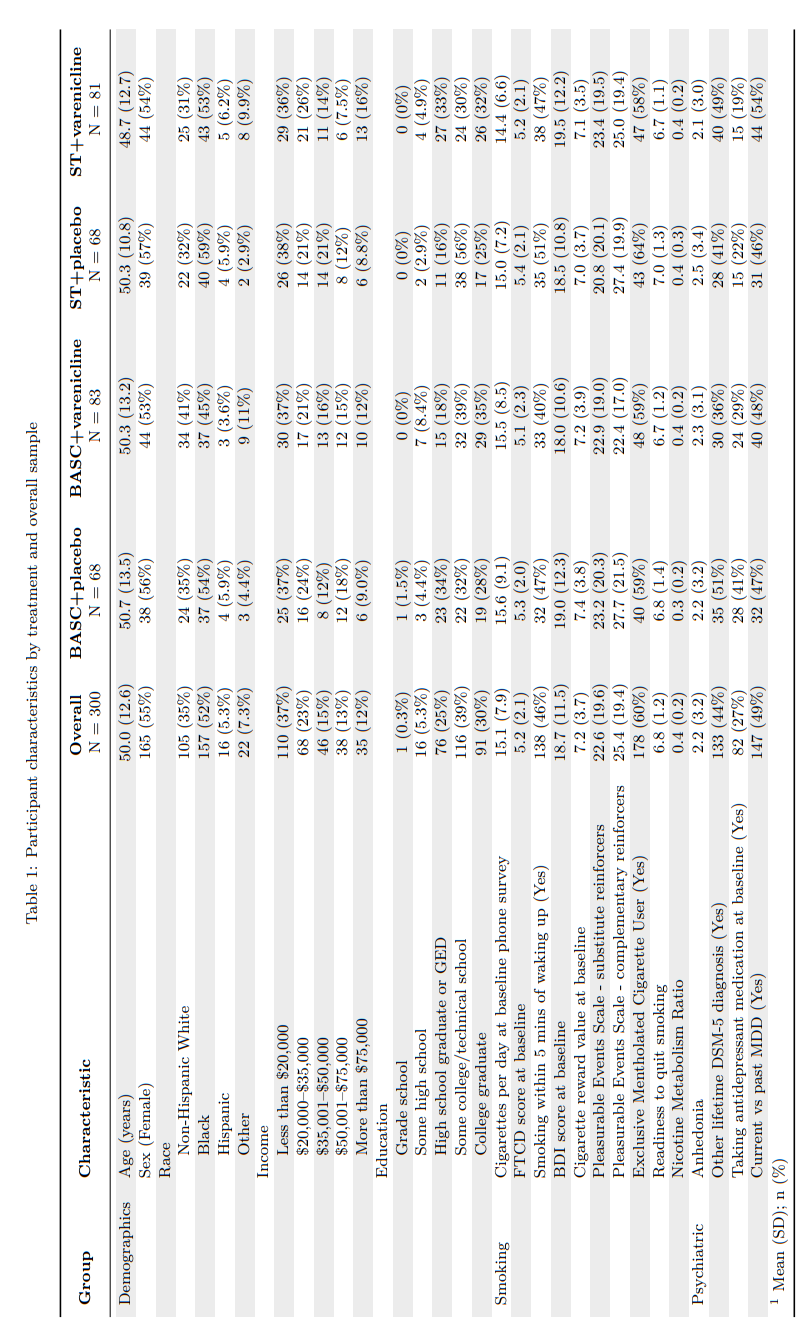 Table 1: Participant characteristics by treatment and overall sample
Group Characteristic Overall BASC+placebo BASC+varenicline ST+placebo ST+varenicline
N = 300 N = 68 N = 83 N = 68 N = 81
Demographics Age (years) 50.0 (12.6) 50.7 (13.5) 50.3 (13.2) 50.3 (10.8) 48.7 (12.7)
Sex (Female) 165 (55%) 38 (56%) 44 (53%) 39 (57%) 44 (54%)
Race
Non-Hispanic White 105 (35%) 24 (35%) 34 (41%) 22 (32%) 25 (31%)
Black 157 (52%) 37 (54%) 37 (45%) 40 (59%) 43 (53%)
Hispanic 16 (5.3%) 4 (5.9%) 3 (3.6%) 4 (5.9%) 5 (6.2%)
Other 22 (7.3%) 3 (4.4%) 9 (11%) 2 (2.9%) 8 (9.9%)
Income
Less than $20,000 110 (37%) 25 (37%) 30 (37%) 26 (38%) 29 (36%)
$20,000–$35,000 68 (23%) 16 (24%) 17 (21%) 14 (21%) 21 (26%)
$35,001–$50,000 46 (15%) 8 (12%) 13 (16%) 14 (21%) 11 (14%)
$50,001–$75,000 38 (13%) 12 (18%) 12 (15%) 8 (12%) 6 (7.5%)
More than $75,000 35 (12%) 6 (9.0%) 10 (12%) 6 (8.8%) 13 (16%)
Education
Grade school 1 (0.3%) 1 (1.5%) 0 (0%) 0 (0%) 0 (0%)
Some high school 16 (5.3%) 3 (4.4%) 7 (8.4%) 2 (2.9%) 4 (4.9%)
High school graduate or GED 76 (25%) 23 (34%) 15 (18%) 11 (16%) 27 (33%)
Some college/technical school 116 (39%) 22 (32%) 32 (39%) 38 (56%) 24 (30%)
College graduate 91 (30%) 19 (28%) 29 (35%) 17 (25%) 26 (32%)
Smoking Cigarettes per day at baseline phone survey 15.1 (7.9) 15.6 (9.1) 15.5 (8.5) 15.0 (7.2) 14.4 (6.6)
FTCD score at baseline 5.2 (2.1) 5.3 (2.0) 5.1 (2.3) 5.4 (2.1) 5.2 (2.1)
Smoking within 5 mins of waking up (Yes) 138 (46%) 32 (47%) 33 (40%) 35 (51%) 38 (47%)
BDI score at baseline 18.7 (11.5) 19.0 (12.3) 18.0 (10.6) 18.5 (10.8) 19.5 (12.2)
Cigarette reward value at baseline 7.2 (3.7) 7.4 (3.8) 7.2 (3.9) 7.0 (3.7) 7.1 (3.5)
Pleasurable Events Scale - substitute reinforcers 22.6 (19.6) 23.2 (20.3) 22.9 (19.0) 20.8 (20.1) 23.4 (19.5)
Pleasurable Events Scale - complementary reinforcers 25.4 (19.4) 27.7 (21.5) 22.4 (17.0) 27.4 (19.9) 25.0 (19.4)
Exclusive Mentholated Cigarette User (Yes) 178 (60%) 40 (59%) 48 (59%) 43 (64%) 47 (58%)
Readiness to quit smoking 6.8 (1.2) 6.8 (1.4) 6.7 (1.2) 7.0 (1.3) 6.7 (1.1)
Nicotine Metabolism Ratio 0.4 (0.2) 0.3 (0.2) 0.4 (0.2) 0.4 (0.3) 0.4 (0.2)
Psychiatric Anhedonia 2.2 (3.2) 2.2 (3.2) 2.3 (3.1) 2.5 (3.4) 2.1 (3.0)
Other lifetime DSM-5 diagnosis (Yes) 133 (44%) 35 (51%) 30 (36%) 28 (41%) 40 (49%)
Taking antidepressant medication at baseline (Yes) 82 (27%) 28 (41%) 24 (29%) 15 (22%) 15 (19%)
Current vs past MDD (Yes) 147 (49%) 32 (47%) 40 (48%) 31 (46%) 44 (54%)
1 Mean (SD); n (%)